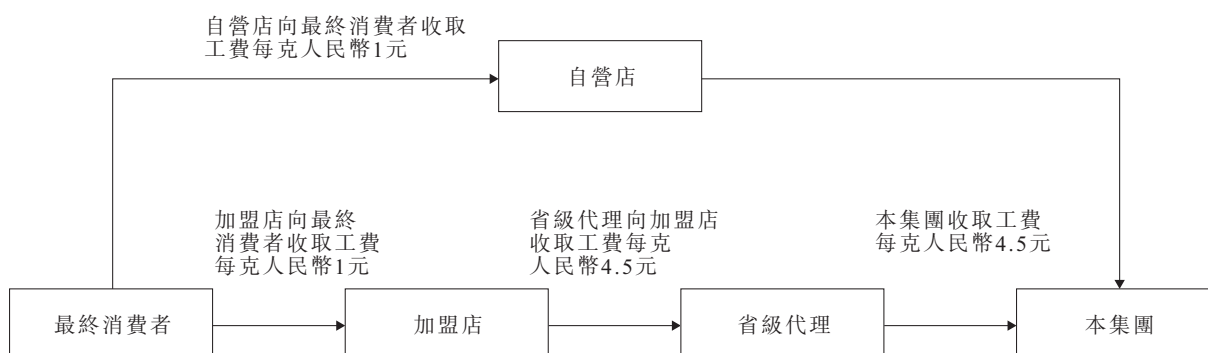 自營店向最終消費者收取
工費每克人民幣1元
自營店
加盟店向最終
消費者收取工費
每克人民幣1元
省級代理向加盟店
收取工費每克
人民幣4.5元
本集團收取工費
每克人民幣4.5元
最終消費者
加盟店
省級代理
本集團